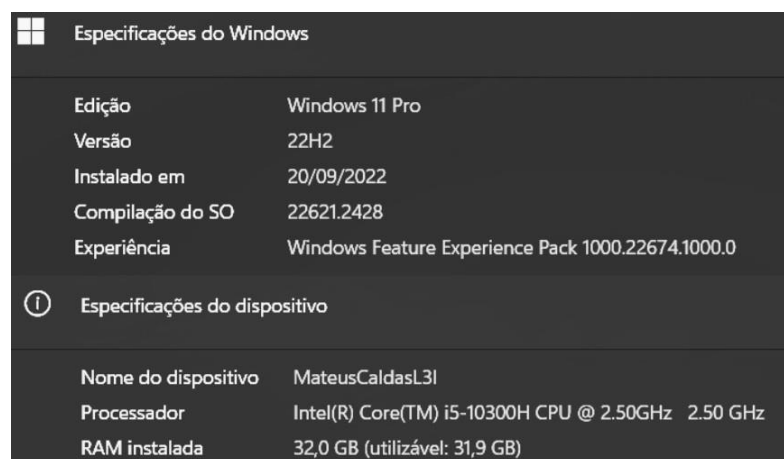 Especificações do Windows
Edição Windows 11 Pro
Versão 22H2
Instalado em 20/09/2022
Compilação do SO 22621.2428
Experiência Windows Feature Experience Pack 1000.22674.1000.0
Especificações do dispositivo
Nome do dispositivo MateusCaldasL3I
Processador Intel(R) Core(TM) i5-10300H CPU @ 2.50GHz 2.50 GHz
RAM instalada 32,0 GB (utilizável: 31,9 GB)